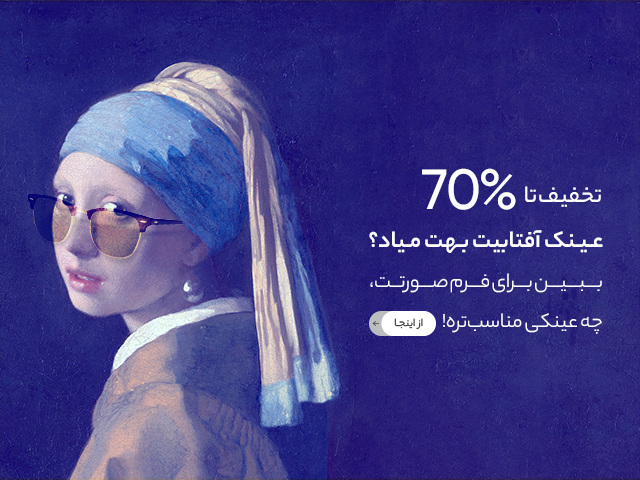 تخفیف تا 70%
عینک آفتابیت بهت میاد؟
ببین برای فرم صورتت،
چه عینکی مناسب‌تره! از اینجا ←